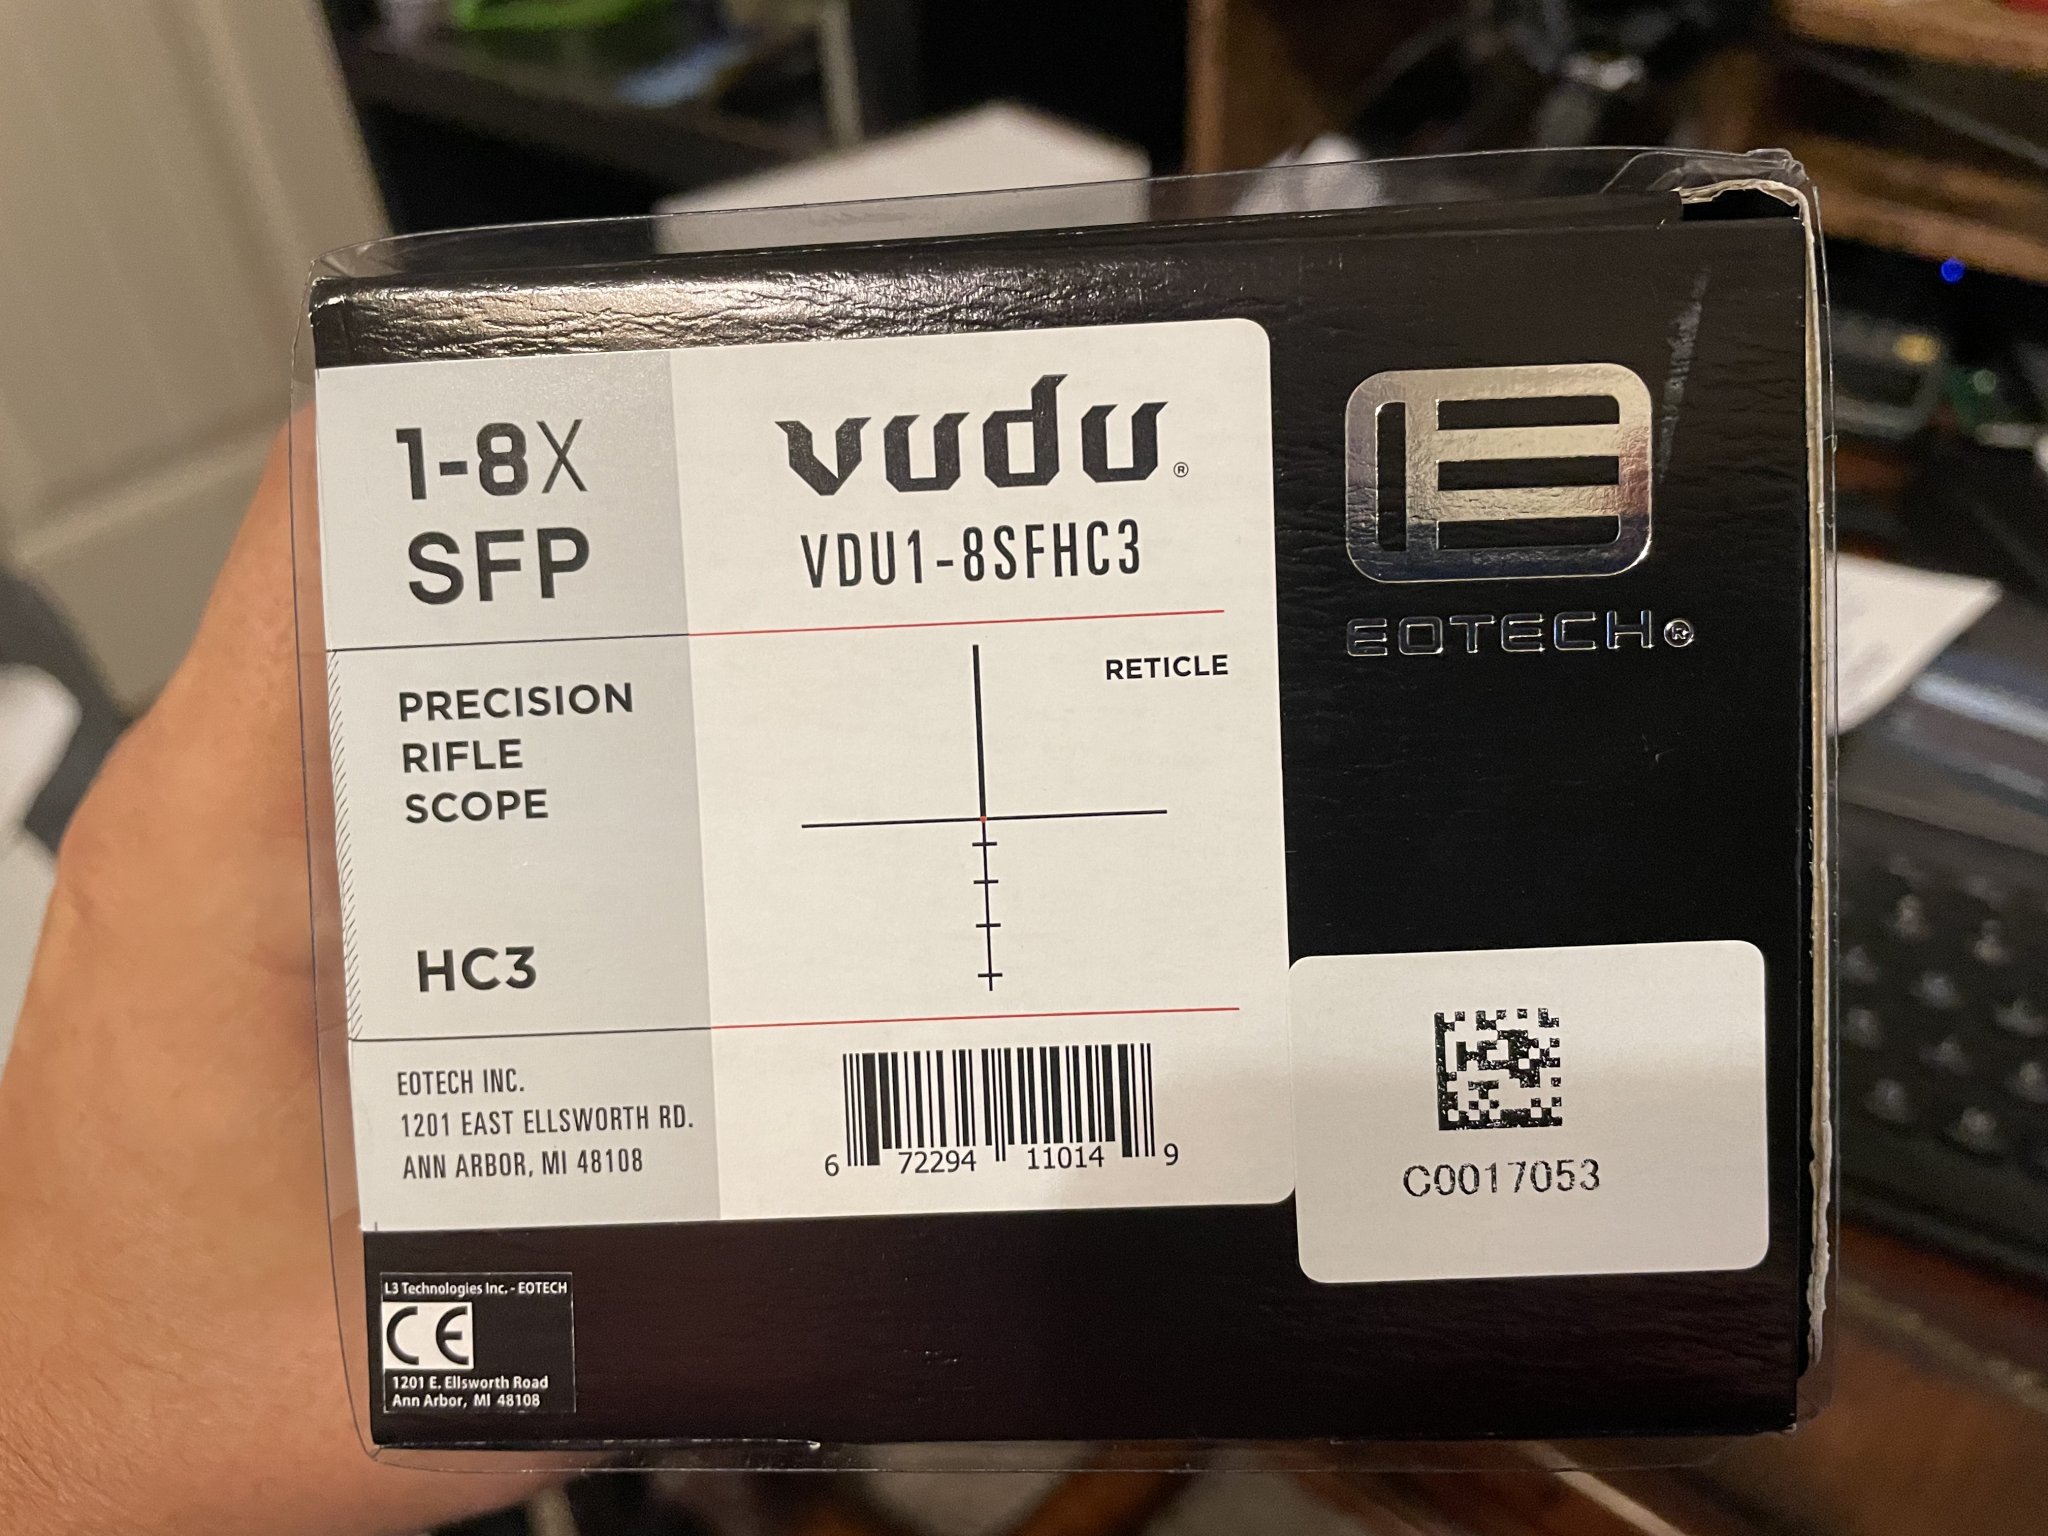 1-8X
SFP
PRECISION
RIFLE
SCOPE
HC3
EOTECH INC.
1201 EAST ELLSWORTH RD.
ANN ARBOR, MI 48108
vudu®
VDU1-8SFHC3
RETICLE
6 72294 11014 9
EOTECH®
C0017053
L3 Technologies Inc. - EOTECH
CE
1201 E. Ellsworth Road
Ann Arbor, MI 48108